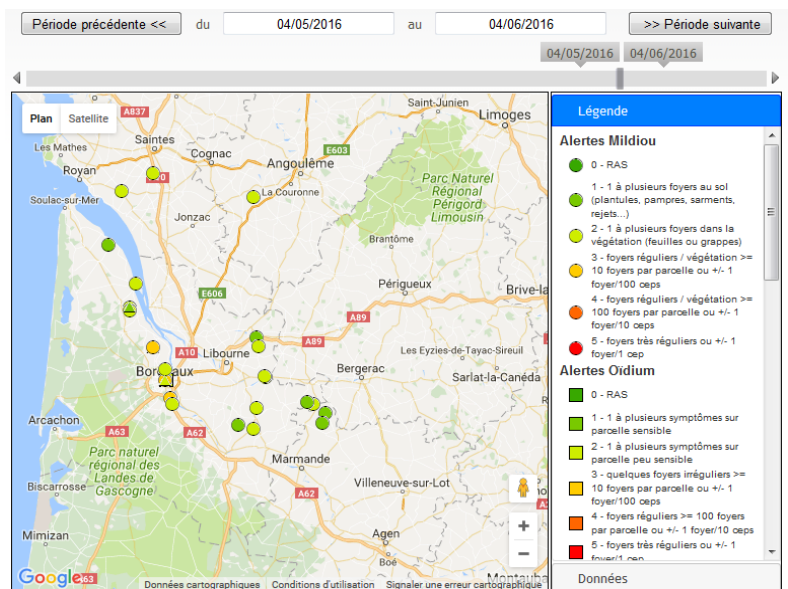 Période précédente << du 04/05/2016 au 04/06/2016 >> Période suivante
04/05/2016 04/06/2016
Plan Satellite
A837
Saint-Junien
Limoges
Les Mathes
Saintes
Cognac
E603
Royan
Angoulême
La Couronne
Parc Naturel
Régional
Périgord
Limousin
Soulac-sur-Mer
Jonzac
Brantôme
E606
Périgueux
Brive-la
A89
A89
A10
Libourne
Les Eyzies-de-Tayac-Sireuil
Bergerac
Sarlat-la-Canéda
Arcachon
A63
A62
Parc naturel
régional des
Landes de
Gascogne
Marmande
Biscarrosse
A62
Villeneuve-sur-Lot
Mimizan
Agen
Boé
Google
A63
Montauba
Données cartographiques Conditions d'utilisation Signaler une erreur cartographique
Légende
Alertes Mildiou
0 - RAS
1 - 1 à plusieurs foyers au sol
(plantules, pampres, sarments,
rejets...)
2 - 1 à plusieurs foyers dans la
végétation (feuilles ou grappes)
3 - foyers réguliers / végétation >=
10 foyers par parcelle ou +/- 1
foyer/100 ceps
4 - foyers réguliers / végétation >=
100 foyers par parcelle ou +/- 1
foyer/10 ceps
5 - foyers très réguliers ou +/- 1
foyer/1 cep
Alertes Oïdium
0 - RAS
1 - 1 à plusieurs symptômes sur
parcelle sensible
2 - 1 à plusieurs symptômes sur
parcelle peu sensible
3 - quelques foyers irréguliers >=
10 foyers par parcelle ou +/- 1
foyer/100 ceps
4 - foyers réguliers >= 100 foyers
par parcelle ou +/- 1 foyer/10 ceps
5 - foyers très réguliers ou +/- 1
foyer/1 cep
Données